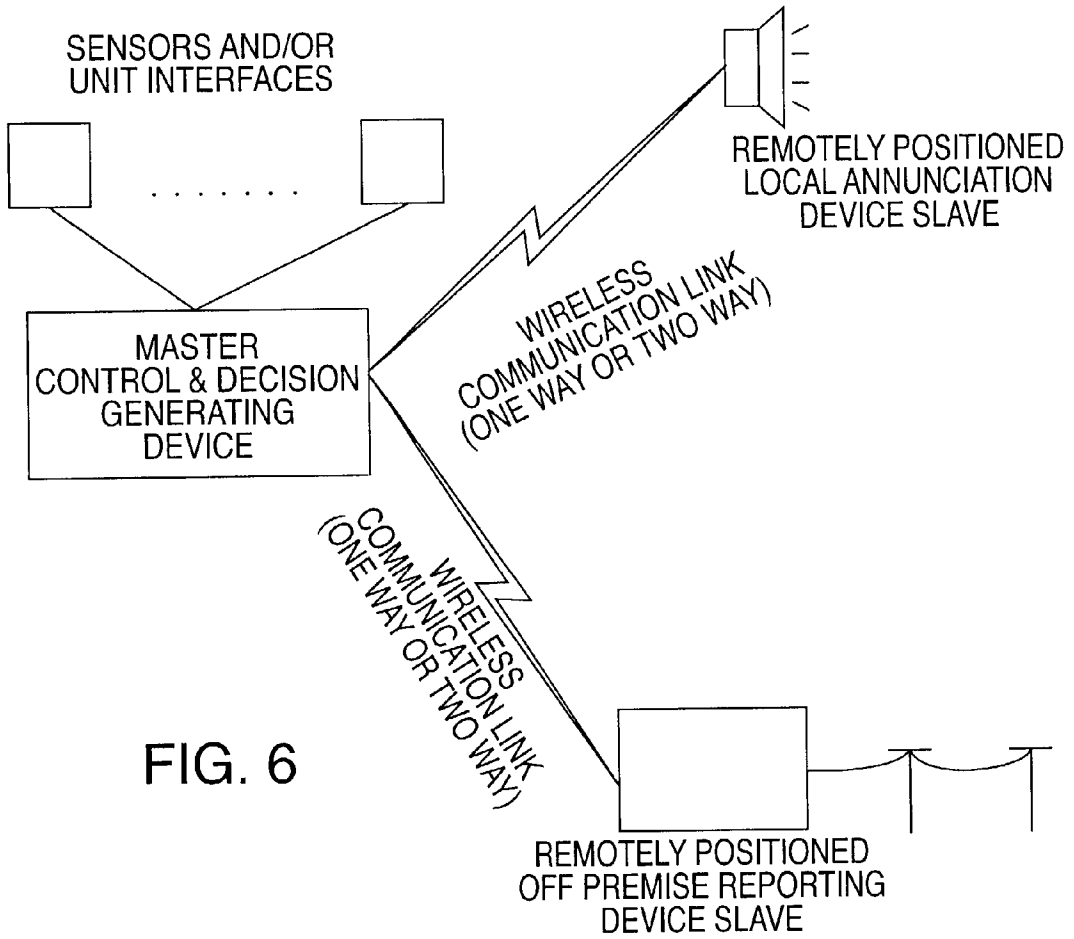 SENSORS AND/OR
UNIT INTERFACES
REMOTELY POSITIONED
LOCAL ANNUNCIATION
DEVICE SLAVE
WIRELESS
COMMUNICATION LINK
(ONE WAY OR TWO WAY)
MASTER
CONTROL & DECISION
GENERATING
DEVICE
WIRELESS
COMMUNICATION LINK
(ONE WAY OR TWO WAY)
FIG. 6
REMOTELY POSITIONED
OFF PREMISE REPORTING
DEVICE SLAVE